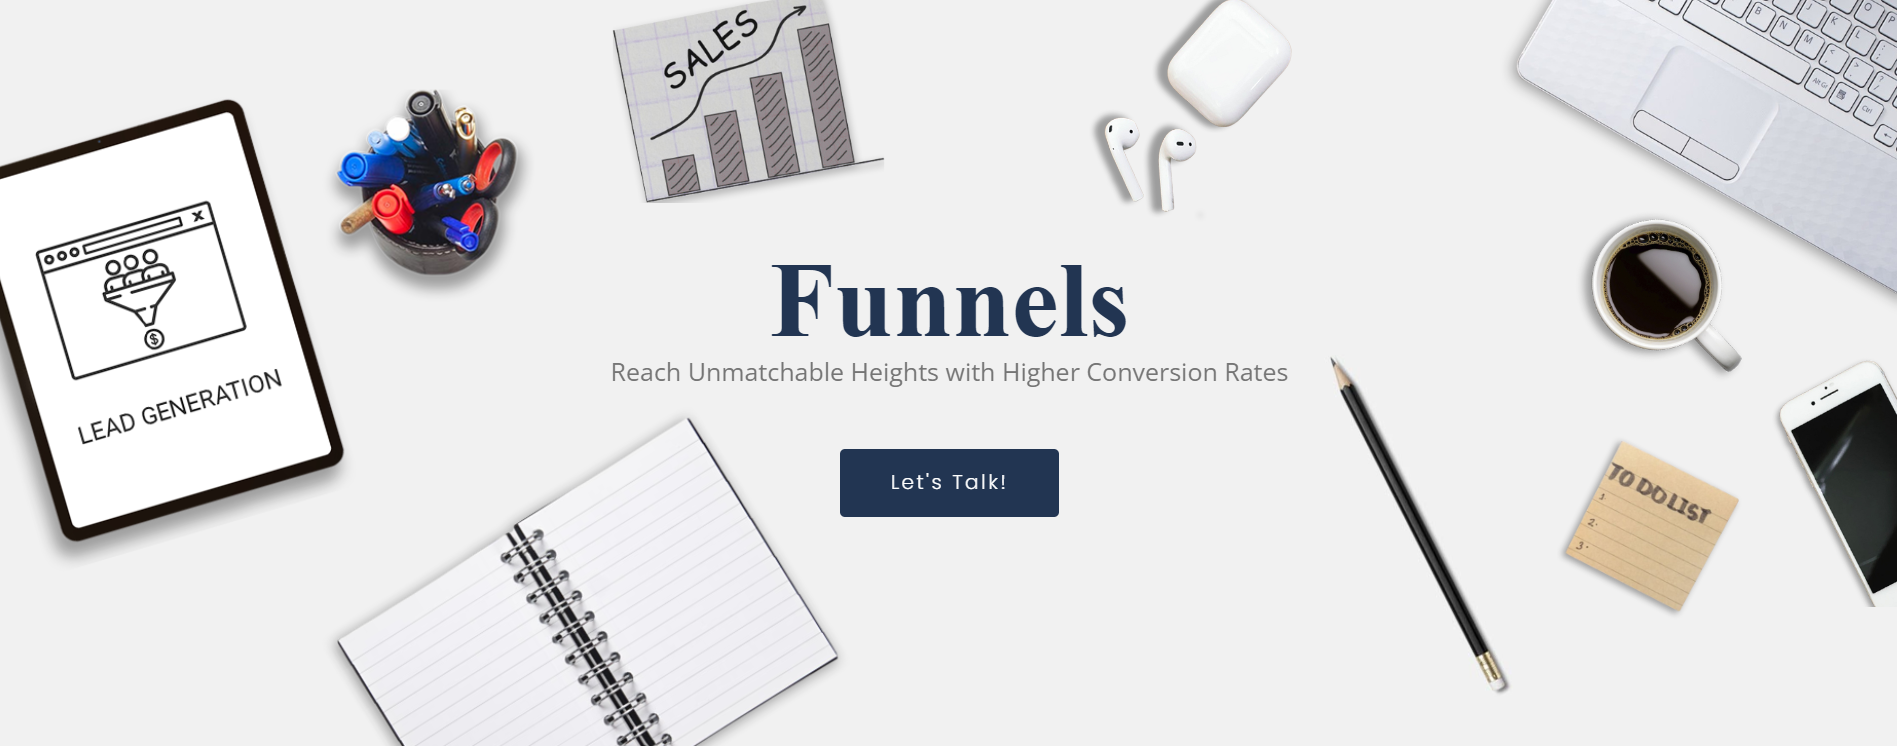 SALES
X
$
LEAD GENERATION
Funnels
Reach Unmatchable Heights with Higher Conversion Rates
Let's Talk!
TO DO LIST
1.
2.
3.